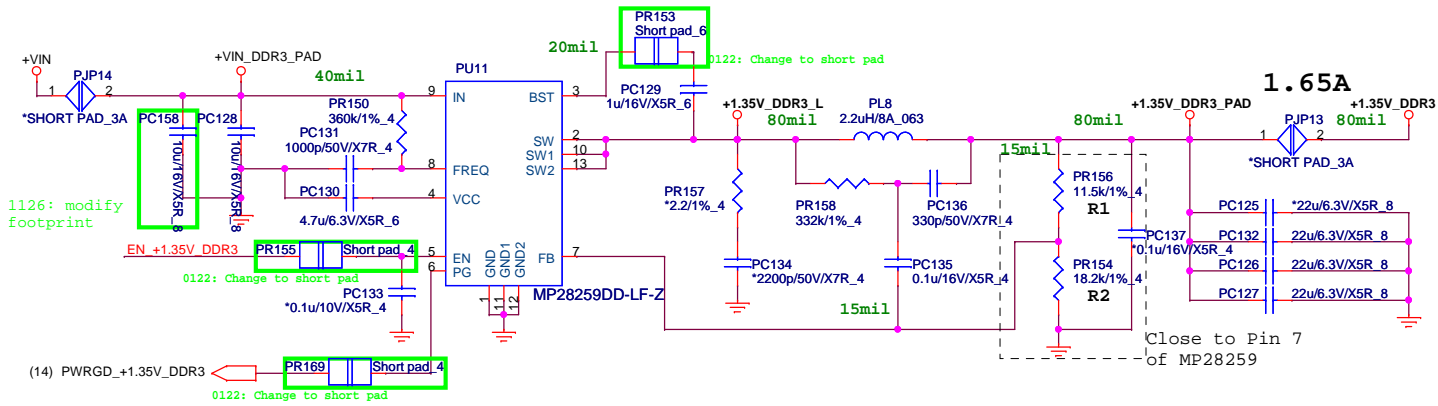 PR153
Short pad_6
20mil
0122: Change to short pad
+VIN
+VIN_DDR3_PAD
PJP14
1
2
40mil
PU11
*SHORT PAD_3A
PC158
10u/16V/X5R_8
PC128
10u/16V/X5R_8
PR150
360k/1%_4
PC131
1000p/50V/X7R_4
PC130
4.7u/6.3V/X5R_6
1126: modify
footprint
9
IN
8
FREQ
4
VCC
5
EN
6
PG
BST
3
SW
2
SW1
10
SW2
13
FB
7
GND
GND1
GND2
1
11
12
MP28259DD-LF-Z
PC129
1u/16V/X5R_6
+1.35V_DDR3_L
80mil
PL8
2.2uH/8A_063
80mil
+1.35V_DDR3_PAD
1.65A
+1.35V_DDR3
PJP13
1
2
80mil
*SHORT PAD_3A
15mil
PR157
*2.2/1%_4
PR158
332k/1%_4
PC136
330p/50V/X7R_4
PR156
11.5k/1%_4
R1
PC134
*2200p/50V/X7R_4
PC135
0.1u/16V/X5R_4
15mil
PR154
18.2k/1%_4
R2
PC137
*0.1u/16V/X5R_4
PC125
*22u/6.3V/X5R_8
PC132
22u/6.3V/X5R_8
PC126
22u/6.3V/X5R_8
PC127
22u/6.3V/X5R_8
Close to Pin 7
of MP28259
EN_+1.35V_DDR3
PR155
Short pad_4
0122: Change to short pad
PC133
*0.1u/10V/X5R_4
(14) PWRGD_+1.35V_DDR3
PR169
Short pad_4
0122: Change to short pad